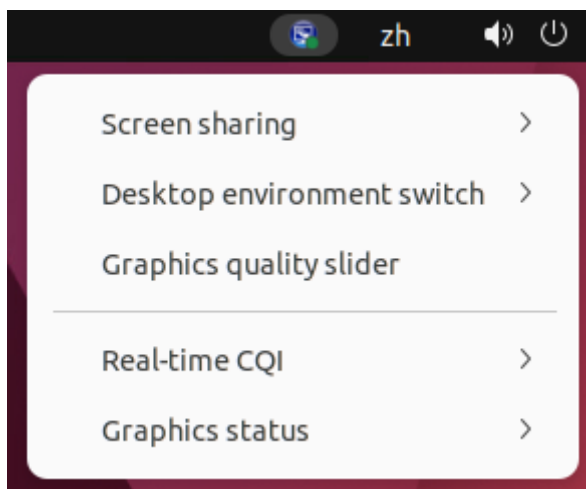 zh
Screen sharing
Desktop environment switch
Graphics quality slider
Real-time CQI
Graphics status